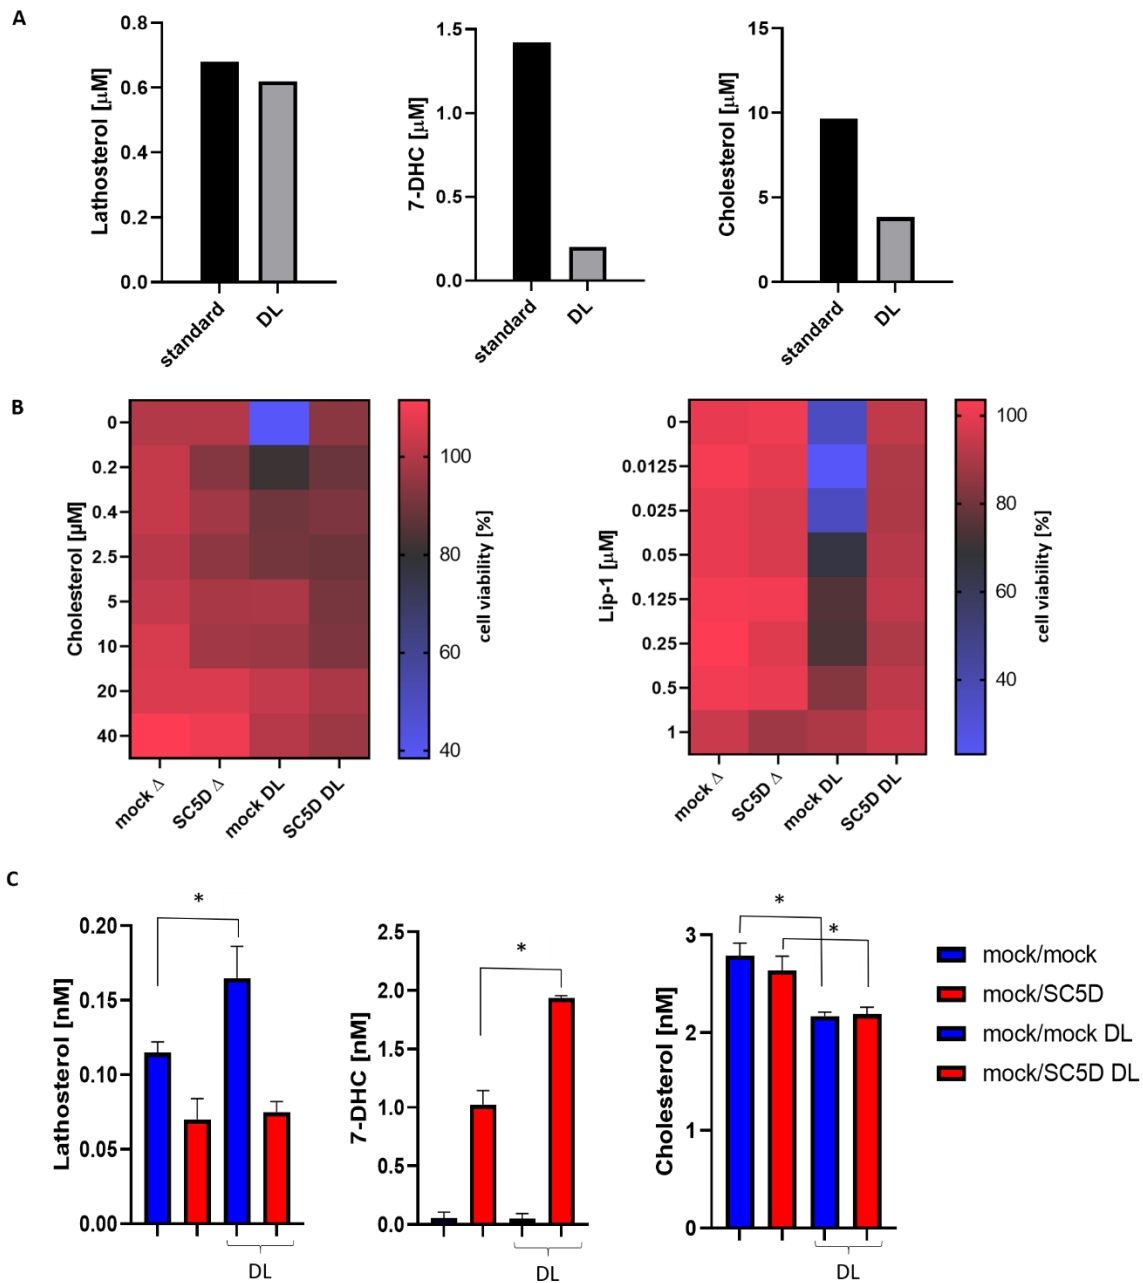 A
Lathosterol [µM]
0.8
0.6
0.4
0.2
0.0
standard
DL
7-DHC [µM]
1.5
1.0
0.5
0.0
standard
DL
Cholesterol [µM]
15
10
5
0
standard
DL
B
Cholesterol [µM]
0
0.2
0.4
2.5
5
10
20
40
mock Δ
SC5D Δ
mock DL
SC5D DL
100
80
60
40
cell viability [%]
Lip-1 [µM]
0
0.0125
0.025
0.05
0.125
0.25
0.5
1
mock Δ
SC5D Δ
mock DL
SC5D DL
100
80
60
40
cell viability [%]
C
Lathosterol [nM]
0.20
0.15
0.10
0.05
0.00
*
DL
7-DHC [nM]
2.5
2.0
1.5
1.0
0.5
0.0
*
DL
Cholesterol [nM]
3
2
1
0
*
*
DL
mock/mock
mock/SC5D
mock/mock DL
mock/SC5D DL